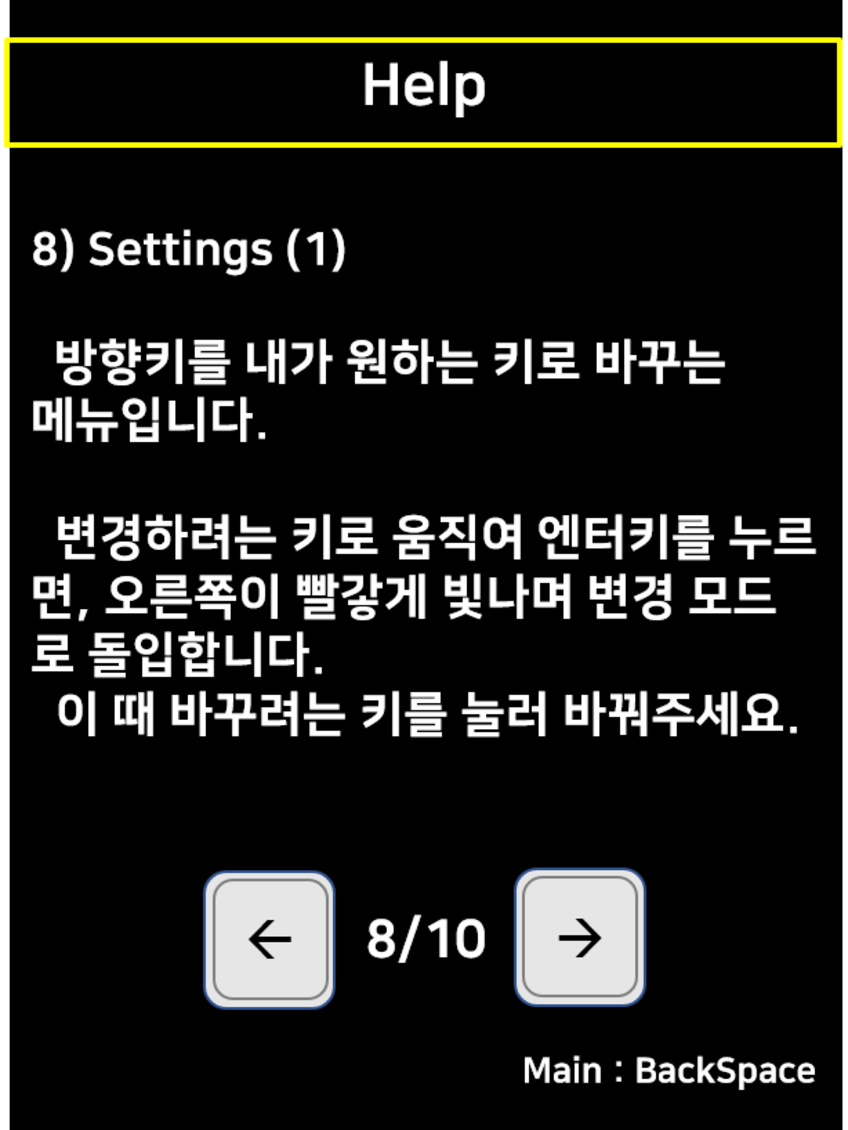 Help
8) Settings (1)
방향키를 내가 원하는 키로 바꾸는
메뉴입니다.
변경하려는 키로 움직여 엔터키를 누르
면, 오른쪽이 빨갛게 빛나며 변경 모드
로 돌입합니다.
이 때 바꾸려는 키를 눌러 바꿔주세요.
← 8/10 →
Main : BackSpace